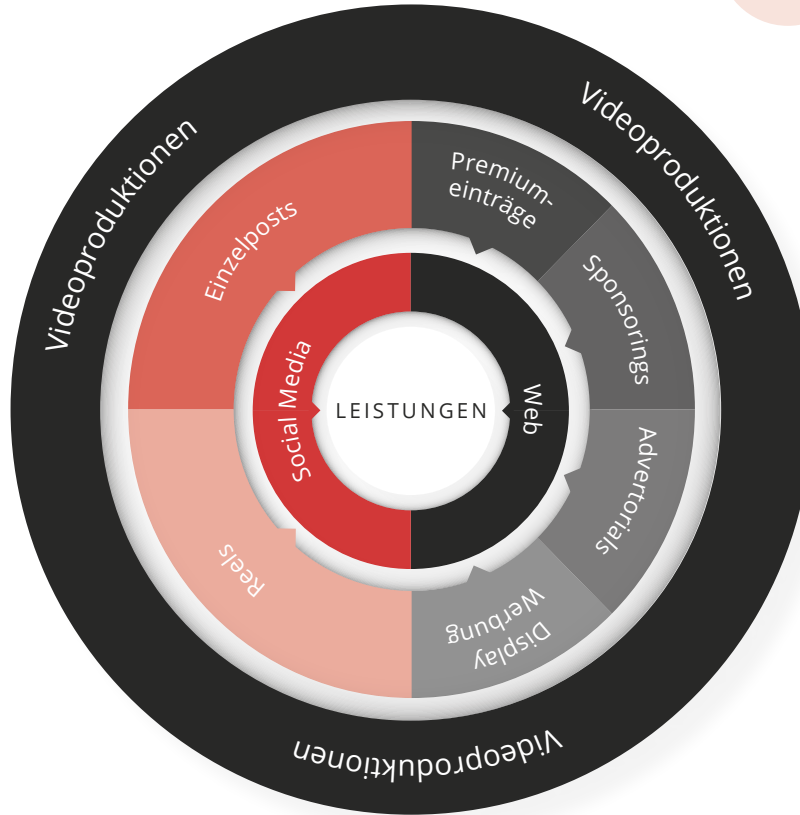 Videoproduktionen
Videoproduktionen
Premium-
einträge
Einzelposts
Sponsorings
Social Media
LEISTUNGEN
Web
Advertorials
Reels
Display
Werbung
Videoproduktionen